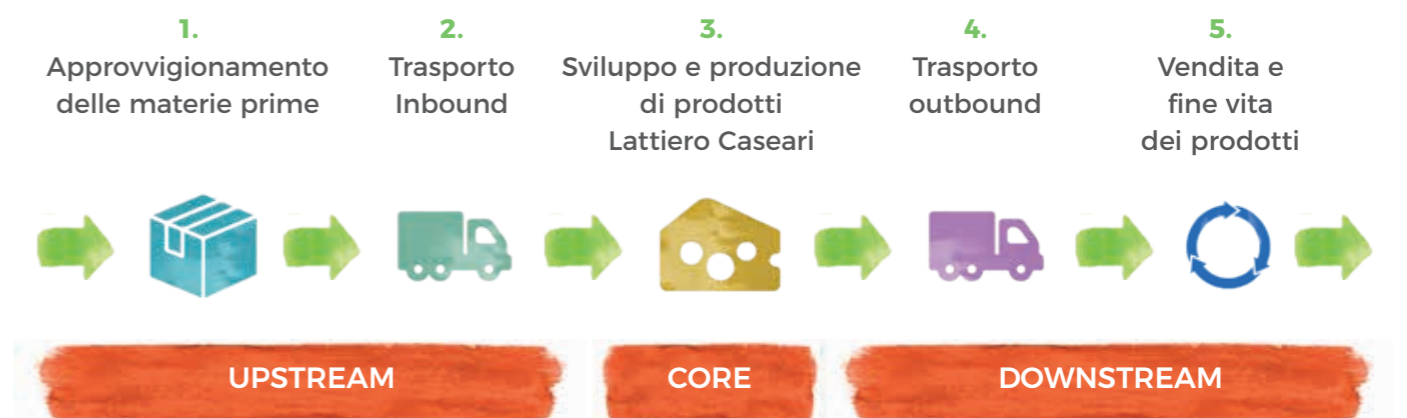 1.
Approvvigionamento
delle materie prime
2.
Trasporto
Inbound
3.
Sviluppo e produzione
di prodotti
Lattiero Caseari
4.
Trasporto
outbound
5.
Vendita e
fine vita
dei prodotti
UPSTREAM
CORE
DOWNSTREAM